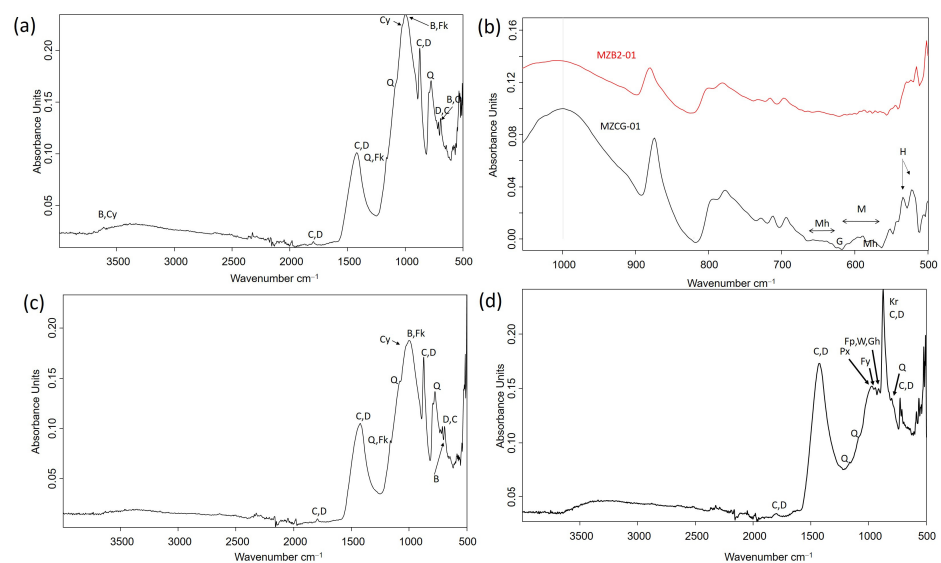 (a)
Absorbance Units
0.20
0.15
0.10
0.05
Cy
B,Fk
C,D
Q
Q
D,C
B,Q
C,D
Q,Fk
B,Cy
C,D
4000
3500
3000
2500
2000
1500
1000
500
Wavenumber cm⁻¹
(b)
Absorbance Units
0.16
0.12
0.08
0.04
0.00
MZB2-01
MZCG-01
H
Mh
M
G
Mh
1000
900
800
700
600
500
Wavenumber cm⁻¹
(c)
Absorbance Units
0.20
0.15
0.10
0.05
Cy
B,Fk
C,D
Q
Q
D,C
C,D
Q,Fk
B
C,D
4000
3500
3000
2500
2000
1500
1000
500
Wavenumber cm⁻¹
(d)
Absorbance Units
0.20
0.15
0.10
0.05
Kr
C,D
Fp,W,Gh
C,D
Px
Fy
Q
C,D
Q
Q
C,D
4000
3500
3000
2500
2000
1500
1000
500
Wavenumber cm⁻¹